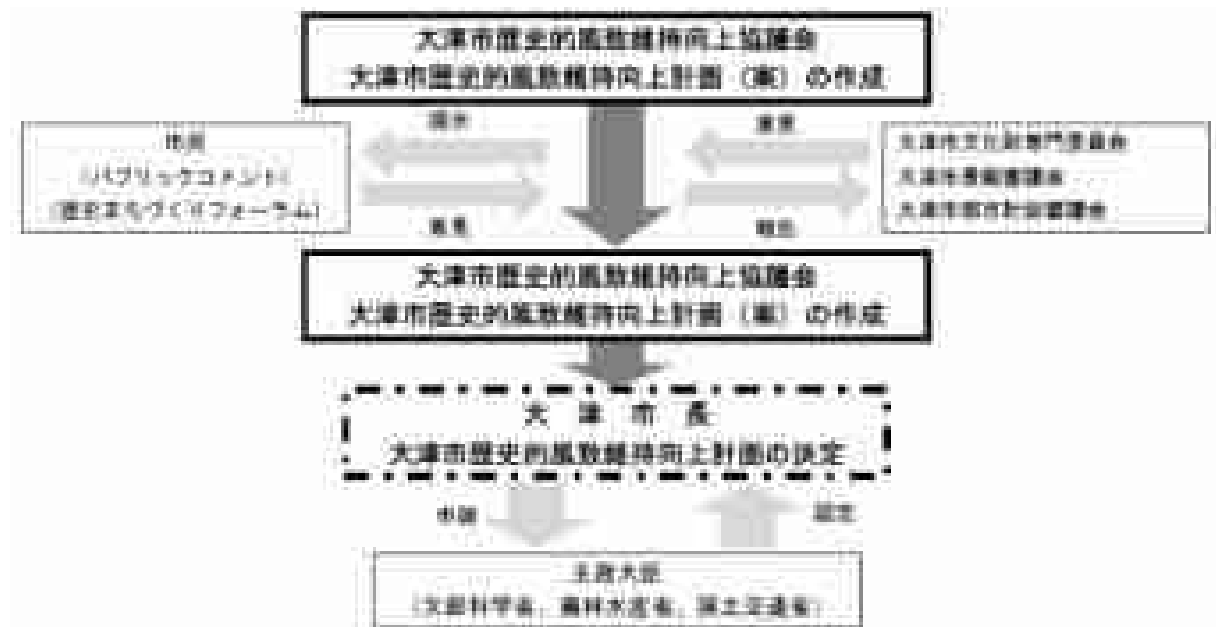 大津市歴史的風致維持向上協議会
大津市歴史的風致維持向上計画（案）の作成
提示
意見
市民
（パブリックコメント）
（歴史まちづくりフォーラム）
大津市文化財専門委員会
大津市景観審議会
大津市都市計画審議会
意見
大津市歴史的風致維持向上協議会
大津市歴史的風致維持向上計画（案）の作成
大　津　市　長
大津市歴史的風致維持向上計画の決定
申請
認定
主務大臣
（文部科学省、農林水産省、国土交通省）